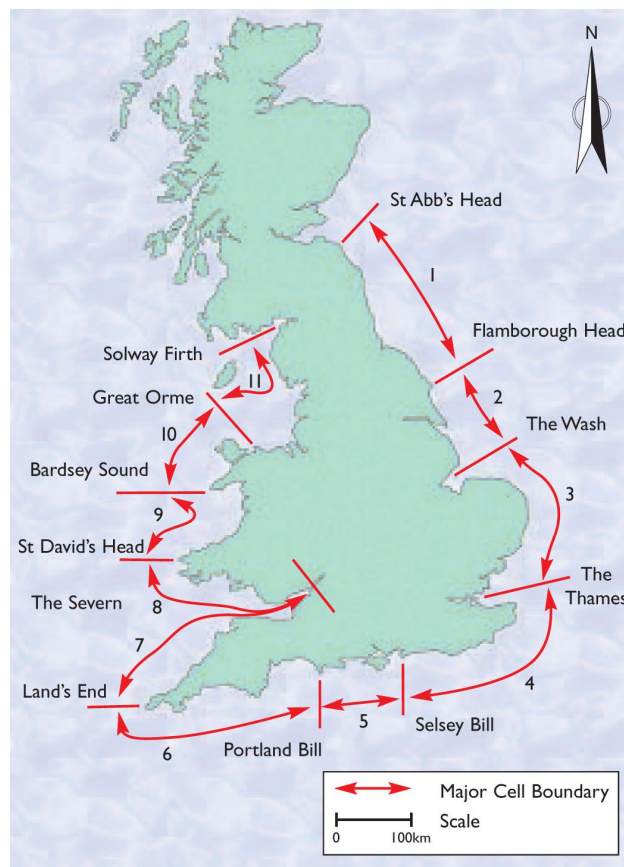 N
St Abb's Head
1
Flamborough Head
Solway Firth
11
2
Great Orme
The Wash
10
Bardsey Sound
3
9
St David's Head
The
Thames
The Severn
8
7
Land's End
4
5
Selsey Bill
6
Portland Bill
Major Cell Boundary
Scale
0
100km